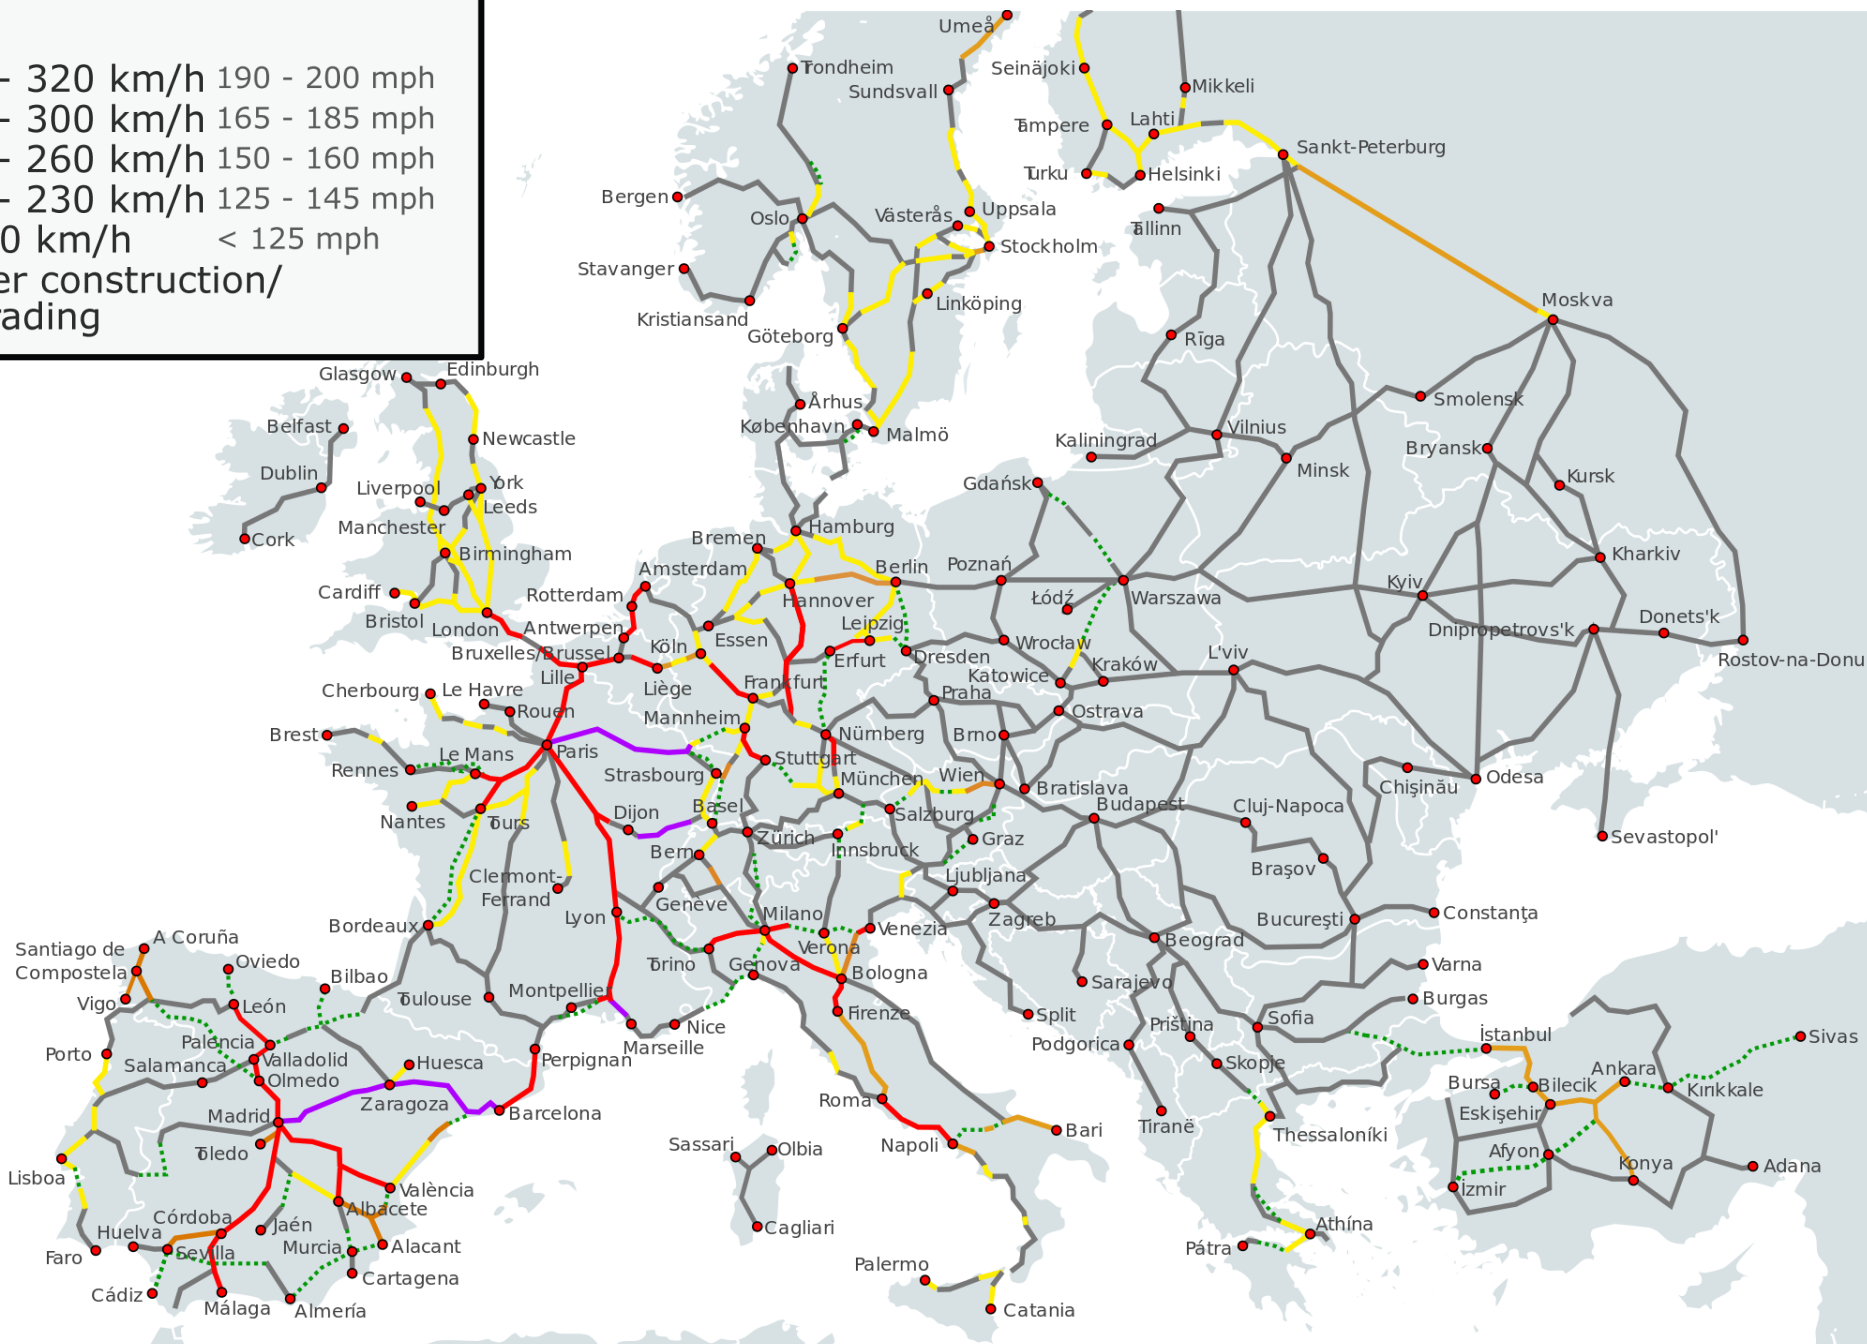 - 320 km/h 190 - 200 mph
- 300 km/h 165 - 185 mph
- 260 km/h 150 - 160 mph
- 230 km/h 125 - 145 mph
0 km/h < 125 mph
er construction/
rading
Umeå
Trondheim
Seinäjoki
Sundsvall
Mikkeli
Tampere
Lahti
Sankt-Peterburg
Turku
Helsinki
Bergen
Oslo
Västerås
Uppsala
Tallinn
Stockholm
Stavanger
Linköping
Moskva
Kristiansand
Göteborg
Rīga
Glasgow
Edinburgh
Århus
Smolensk
Belfast
Newcastle
København
Malmö
Kaliningrad
Vilnius
Bryansk
Minsk
Dublin
Liverpool
York
Leeds
Gdańsk
Kursk
Manchester
Cork
Birmingham
Bremen
Hamburg
Kharkiv
Amsterdam
Berlin
Poznań
Kyiv
Cardiff
Rotterdam
Hannover
Łódź
Warszawa
Bristol
London
Antwerpen
Essen
Leipzig
Dnipropetrovs'k
Donets'k
Bruxelles/Brussel
Köln
Erfurt
Dresden
Wrocław
L'viv
Rostov-na-Donu
Lille
Liège
Frankfurt
Katowice
Kraków
Cherbourg
Le Havre
Rouen
Mannheim
Praha
Ostrava
Brest
Paris
Nürnberg
Brno
Le Mans
Rennes
Strasbourg
Stuttgart
München
Wien
Bratislava
Chişinău
Odesa
Nantes
Tours
Dijon
Basel
Salzburg
Budapest
Cluj-Napoca
Zürich
Innsbruck
Graz
Sevastopol'
Bern
Clermont-
Ferrand
Genève
Ljubljana
Braşov
Bordeaux
Lyon
Milano
Verona
Venezia
Zagreb
Bucureşti
Constanţa
A Coruña
Santiago de
Compostela
Oviedo
Bilbao
Torino
Genova
Bologna
Beograd
Varna
Vigo
León
Toulouse
Montpellier
Nice
Firenze
Sarajevo
Burgas
Split
Priština
Sofia
Porto
Palencia
Valladolid
Marseille
Podgorica
İstanbul
Sivas
Salamanca
Olmedo
Huesca
Perpignan
Skopje
Ankara
Bursa
Bilecik
Kırıkkale
Madrid
Zaragoza
Barcelona
Roma
Eskişehir
Toledo
Sassari
Olbia
Napoli
Bari
Tiranë
Thessaloníki
Afyon
Lisboa
València
Konya
Adana
İzmir
Albacete
Huelva
Córdoba
Jaén
Murcia
Alacant
Cagliari
Athína
Faro
Sevilla
Pátra
Cádiz
Cartagena
Palermo
Málaga
Almería
Catania